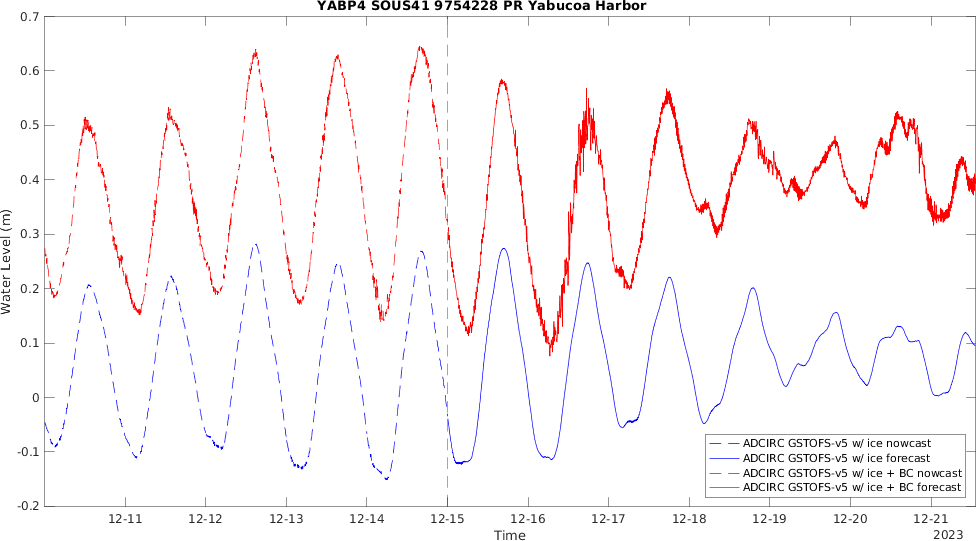 YABP4 SOUS41 9754228 PR Yabucoa Harbor
Water Level (m)
0.7
0.6
0.5
0.4
0.3
0.2
0.1
0
-0.1
-0.2
12-11 12-12 12-13 12-14 12-15 12-16 12-17 12-18 12-19 12-20 12-21
Time
2023
ADCIRC GSTOFS-v5 w/ ice nowcast
ADCIRC GSTOFS-v5 w/ ice forecast
ADCIRC GSTOFS-v5 w/ ice + BC nowcast
ADCIRC GSTOFS-v5 w/ ice + BC forecast